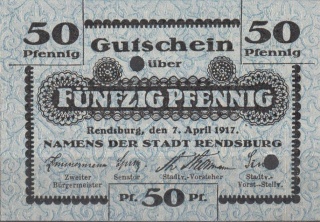 50 Pfennig
50 Pfennig
Gutschein
über
FÜNFZIG PFENNIG
Rendsburg, den 7. April 1917.
NAMENS DER STADT RENDSBURG
Zweiter Bürgermeister
Senator
Stadtv.-Vorsteher
Stadtv.-Vorst.-Stellv.
Pf. 50 Pf.